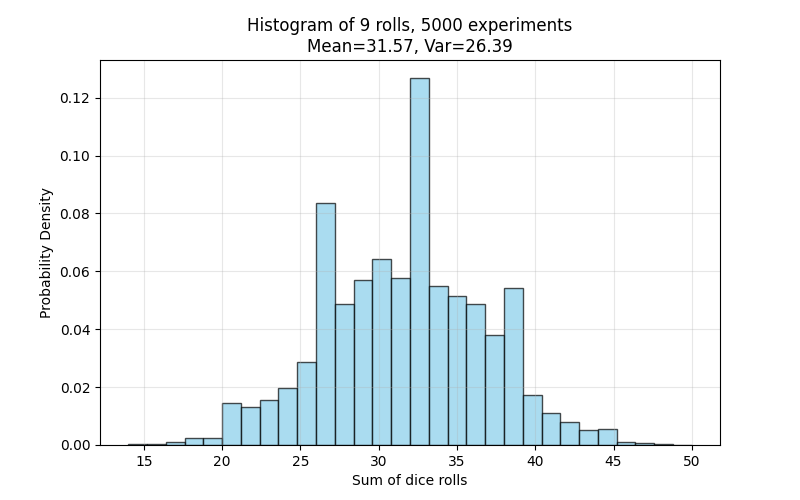 Histogram of 9 rolls, 5000 experiments
Mean=31.57, Var=26.39
Probability Density
0.12
0.10
0.08
0.06
0.04
0.02
0.00
15 20 25 30 35 40 45 50
Sum of dice rolls